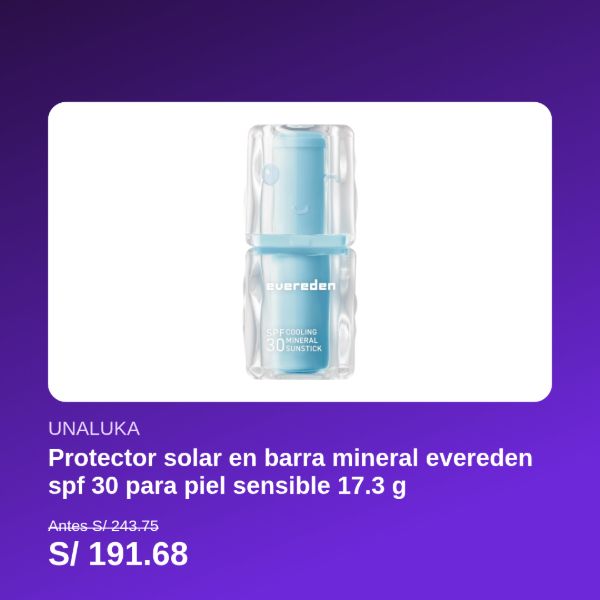 evereden
SPF COOLING
30 MINERAL
SUNSTICK
UNALUKA
Protector solar en barra mineral evereden
spf 30 para piel sensible 17.3 g
Antes S/ 243.75
S/ 191.68